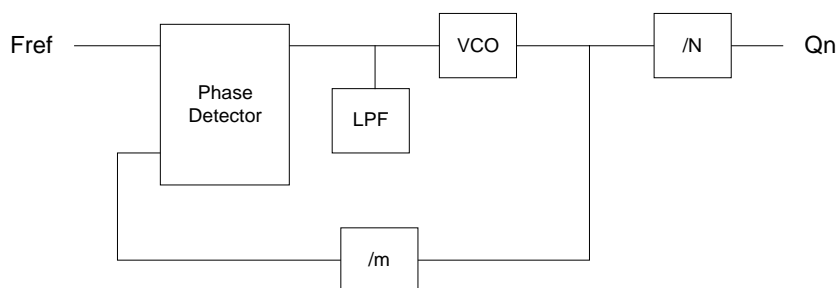 Fref
Phase
Detector
LPF
VCO
/N
Qn
/m